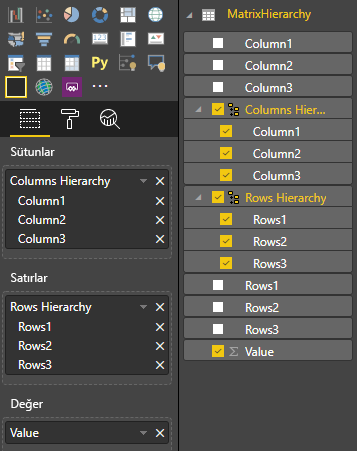 Py
Sütunlar
Columns Hierarchy
Column1
Column2
Column3
Satırlar
Rows Hierarchy
Rows1
Rows2
Rows3
Değer
Value
MatrixHierarchy
Column1
Column2
Column3
Columns Hier...
Column1
Column2
Column3
Rows Hierarchy
Rows1
Rows2
Rows3
Rows1
Rows2
Rows3
Σ Value